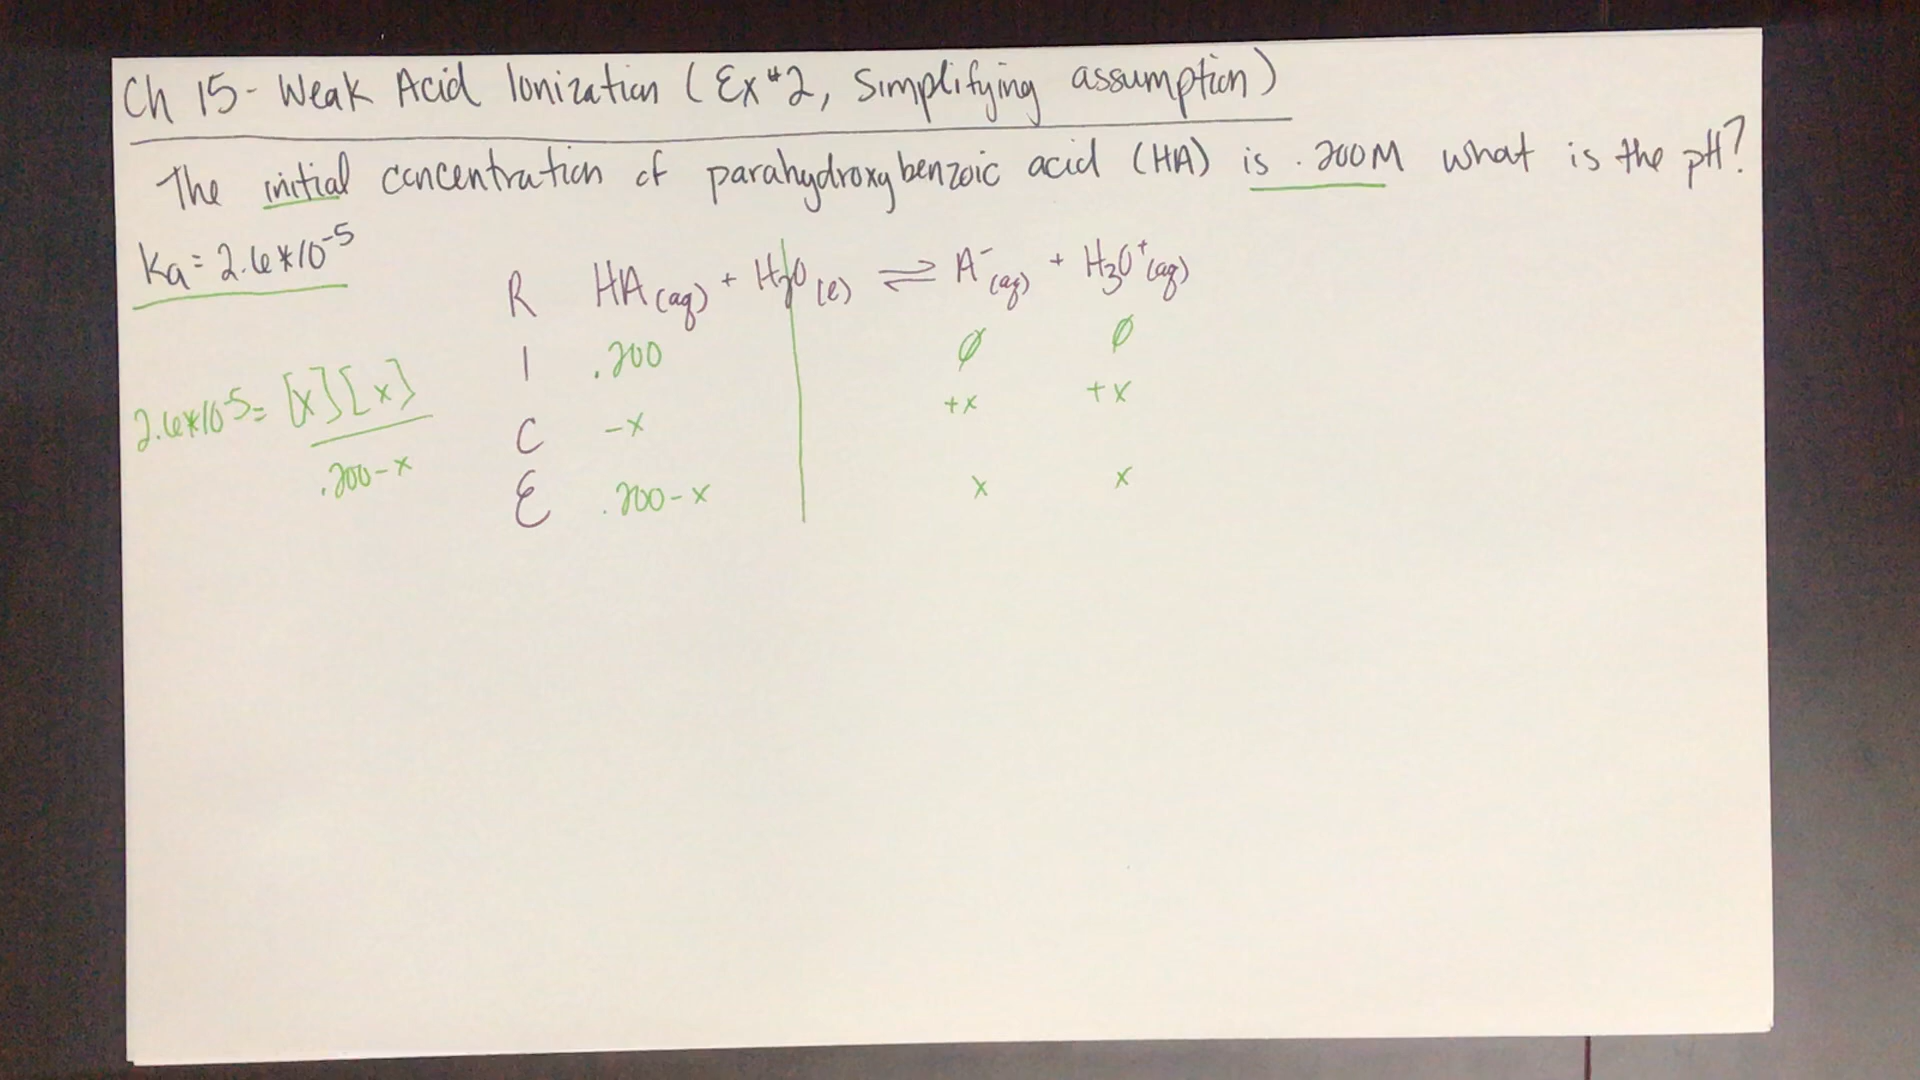 Ch 15- Weak Acid Ionization (Ex #2, Simplifying assumption)
The initial concentration of parahydroxybenzoic acid (HA) is .200M what is the pH?
Ka = 2.6*10⁻⁵
R HA(aq) + H₂O(l) ⇌ A⁻(aq) + H₃O⁺(aq)
I .200 ∅ ∅
C -x +x +x
E .200-x x x
2.6*10⁻⁵ = [x][x]
.200-x